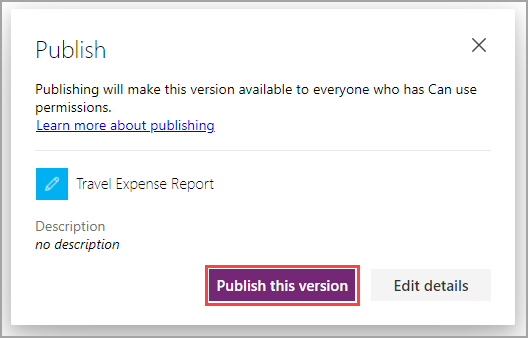 Publish
Publishing will make this version available to everyone who has Can use
permissions.
Learn more about publishing
Travel Expense Report
Description
no description
Publish this version
Edit details